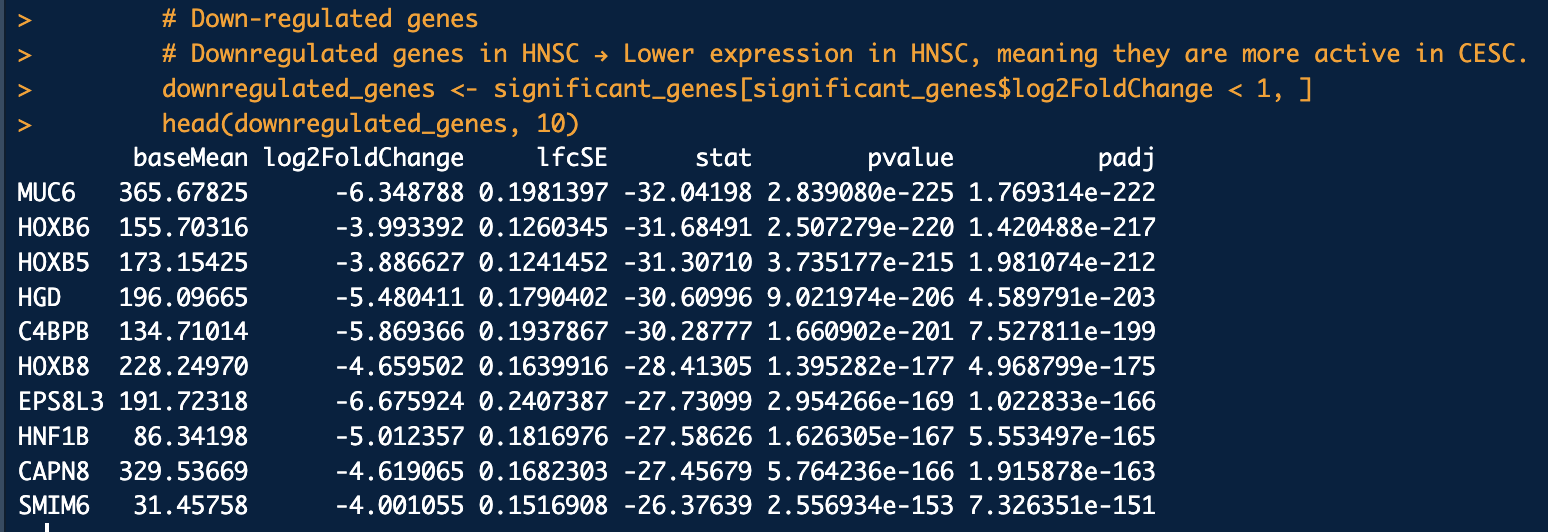 > # Down-regulated genes
> # Downregulated genes in HNSC → Lower expression in HNSC, meaning they are more active in CESC.
> downregulated_genes <- significant_genes[significant_genes$log2FoldChange < 1, ]
> head(downregulated_genes, 10)
baseMean log2FoldChange lfcSE stat pvalue padj
MUC6 365.67825 -6.348788 0.1981397 -32.04198 2.839080e-225 1.769314e-222
HOXB6 155.70316 -3.993392 0.1260345 -31.68491 2.507279e-220 1.420488e-217
HOXB5 173.15425 -3.886627 0.1241452 -31.30710 3.735177e-215 1.981074e-212
HGD 196.09665 -5.480411 0.1790402 -30.60996 9.021974e-206 4.589791e-203
C4BPB 134.71014 -5.869366 0.1937867 -30.28777 1.660902e-201 7.527811e-199
HOXB8 228.24970 -4.659502 0.1639916 -28.41305 1.395282e-177 4.968799e-175
EPS8L3 191.72318 -6.675924 0.2407387 -27.73099 2.954266e-169 1.022833e-166
HNF1B 86.34198 -5.012357 0.1816976 -27.58626 1.626305e-167 5.553497e-165
CAPN8 329.53669 -4.619065 0.1682303 -27.45679 5.764236e-166 1.915878e-163
SMIM6 31.45758 -4.001055 0.1516908 -26.37639 2.556934e-153 7.326351e-151